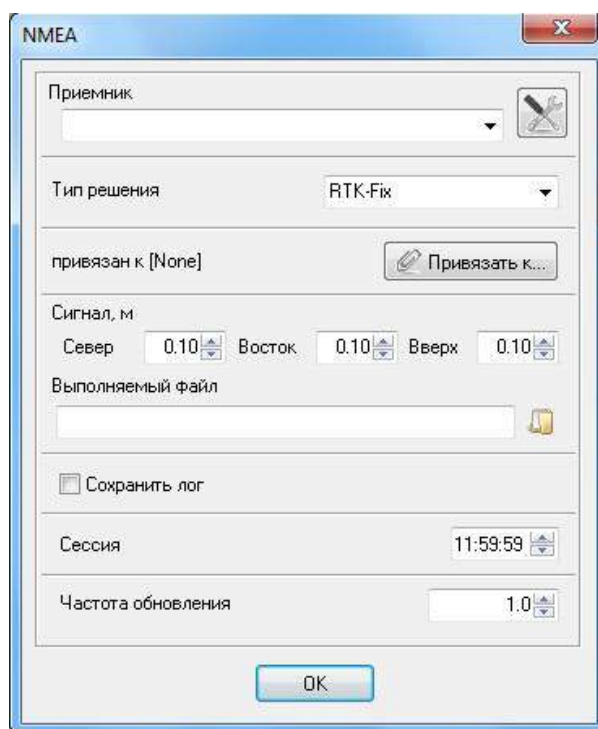 NMEA
Приемник
Тип решения RTK-Fix
привязан к [None] Привязать к...
Сигнал, м
Север 0.10 Восток 0.10 Вверх 0.10
Выполняемый файл
Сохранить лог
Сессия 11:59:59
Частота обновления 1.0
OK